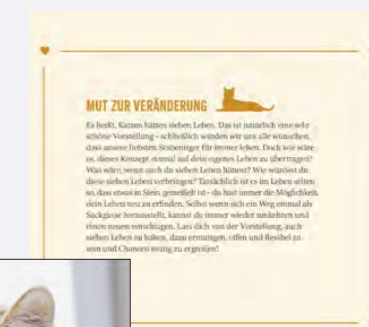 MUT ZUR VERÄNDERUNG
Es heißt, Katzen hätten sieben Leben. Das ist natürlich eine sehr
schöne Vorstellung – schließlich würden wir uns alle wünschen,
dass unsere liebsten Stubentiger für immer leben. Doch wie wäre
es, dieses Konzept einmal auf dein eigenes Leben zu übertragen?
Was wäre, wenn auch du sieben Leben hättest? Wie würdest du
diese sieben Leben verbringen? Tatsächlich ist es im Leben selten
so, dass etwas in Stein gemeißelt ist – du hast immer die Möglichkeit,
dein Leben neu zu erfinden. Selbst wenn sich ein Weg einmal als
Sackgasse herausstellt, kannst du immer wieder umkehren und
einen neuen einschlagen. Lass dich von der Vorstellung, auch
sieben Leben zu haben, dazu ermutigen, offen und flexibel zu
sein und Chancen mutig zu ergreifen!